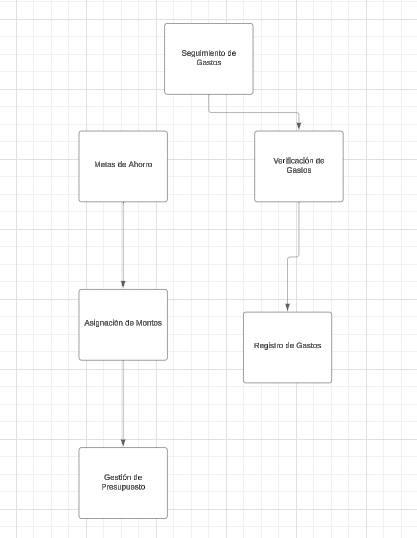 Seguimiento de
Gastos
Metas de Ahorro
Verificación de
Gastos
Asignación de Montos
Registro de Gastos
Gestión de
Presupuesto